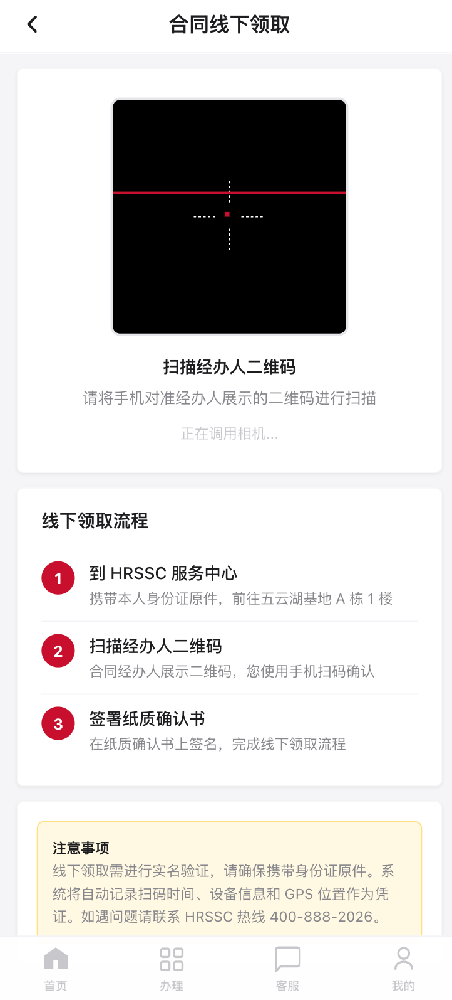 合同线下领取
扫描经办人二维码
请将手机对准经办人展示的二维码进行扫描
正在调用相机...
线下领取流程
1
到 HRSSC 服务中心
携带本人身份证原件，前往五云湖基地 A 栋 1 楼
2
扫描经办人二维码
合同经办人展示二维码，您使用手机扫码确认
3
签署纸质确认书
在纸质确认书上签名，完成线下领取流程
注意事项
线下领取需进行实名验证，请确保携带身份证原件。系
统将自动记录扫码时间、设备信息和 GPS 位置作为凭
证。如遇问题请联系 HRSSC 热线 400-888-2026。
首页
办理
客服
我的